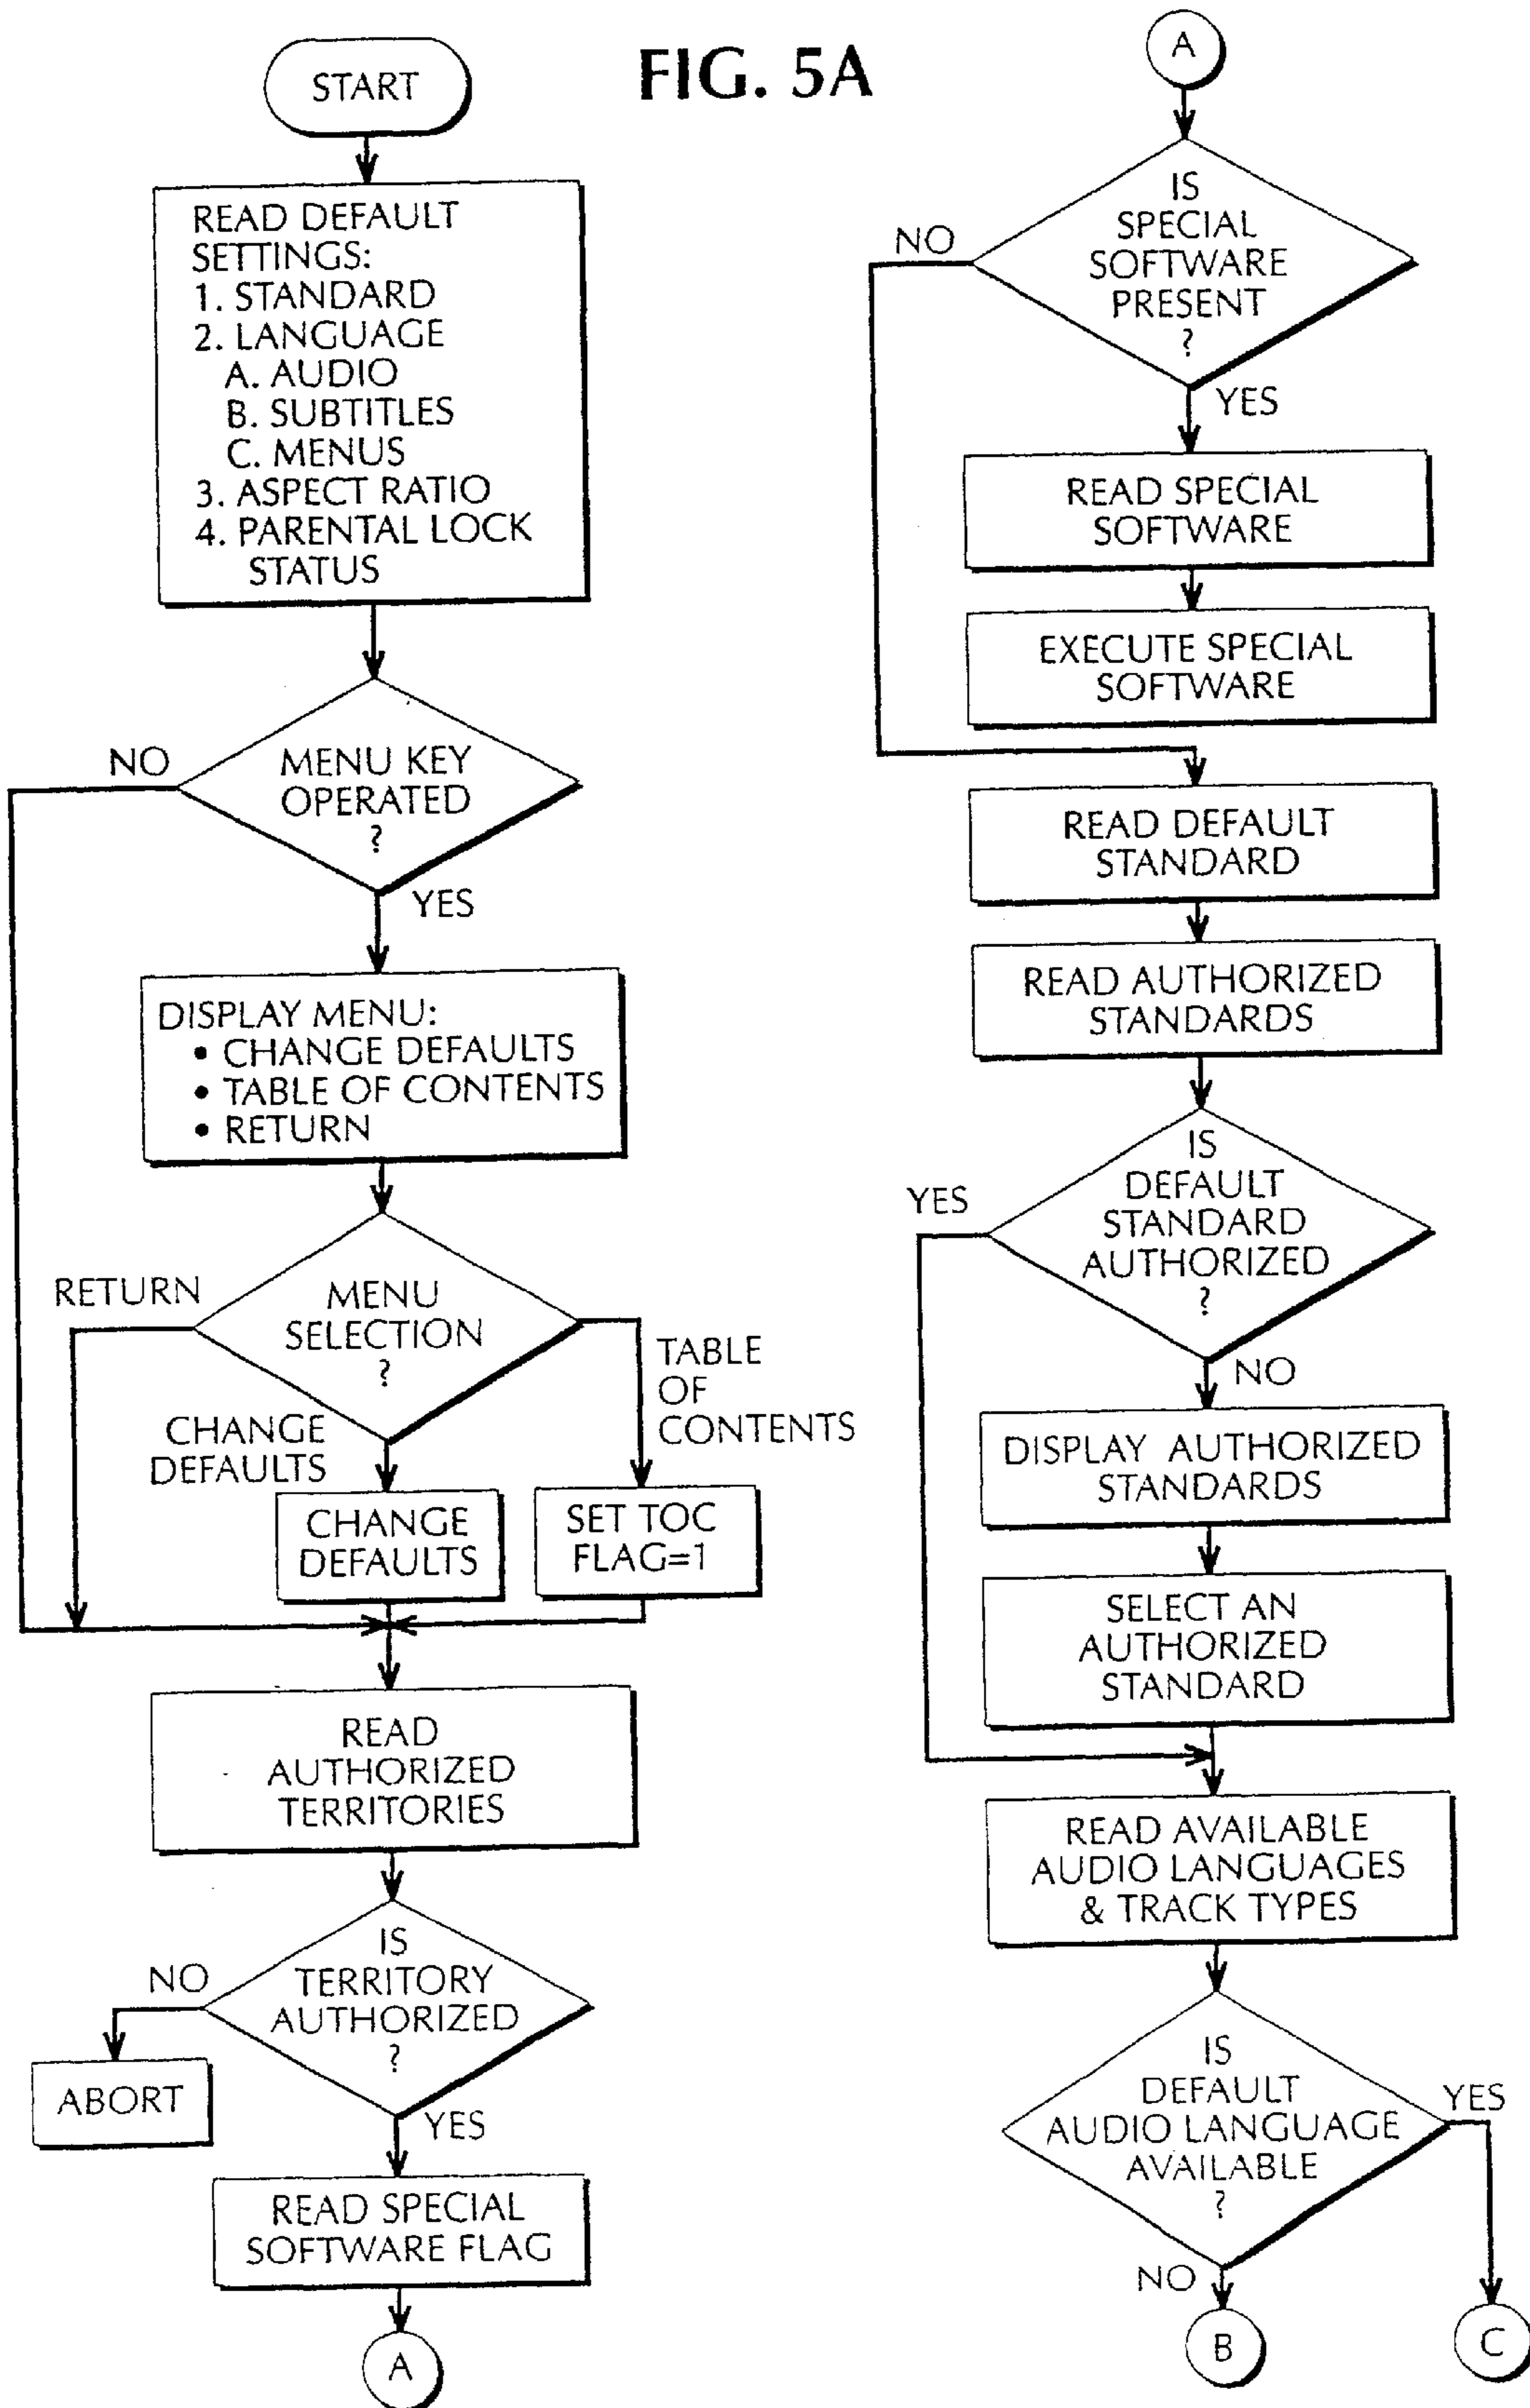 FIG. 5A
START
READ DEFAULT
SETTINGS:
1. STANDARD
2. LANGUAGE
A. AUDIO
B. SUBTITLES
C. MENUS
3. ASPECT RATIO
4. PARENTAL LOCK
STATUS
NO
MENU KEY
OPERATED
?
YES
DISPLAY MENU:
• CHANGE DEFAULTS
• TABLE OF CONTENTS
• RETURN
RETURN
MENU
SELECTION
?
TABLE
OF
CONTENTS
CHANGE
DEFAULTS
CHANGE
DEFAULTS
SET TOC
FLAG=1
READ
AUTHORIZED
TERRITORIES
NO
IS
TERRITORY
AUTHORIZED
?
ABORT
YES
READ SPECIAL
SOFTWARE FLAG
A
A
NO
IS
SPECIAL
SOFTWARE
PRESENT
?
YES
READ SPECIAL
SOFTWARE
EXECUTE SPECIAL
SOFTWARE
READ DEFAULT
STANDARD
READ AUTHORIZED
STANDARDS
YES
IS
DEFAULT
STANDARD
AUTHORIZED
?
NO
DISPLAY AUTHORIZED
STANDARDS
SELECT AN
AUTHORIZED
STANDARD
READ AVAILABLE
AUDIO LANGUAGES
& TRACK TYPES
IS
DEFAULT
AUDIO LANGUAGE
AVAILABLE
?
YES
NO
B
C